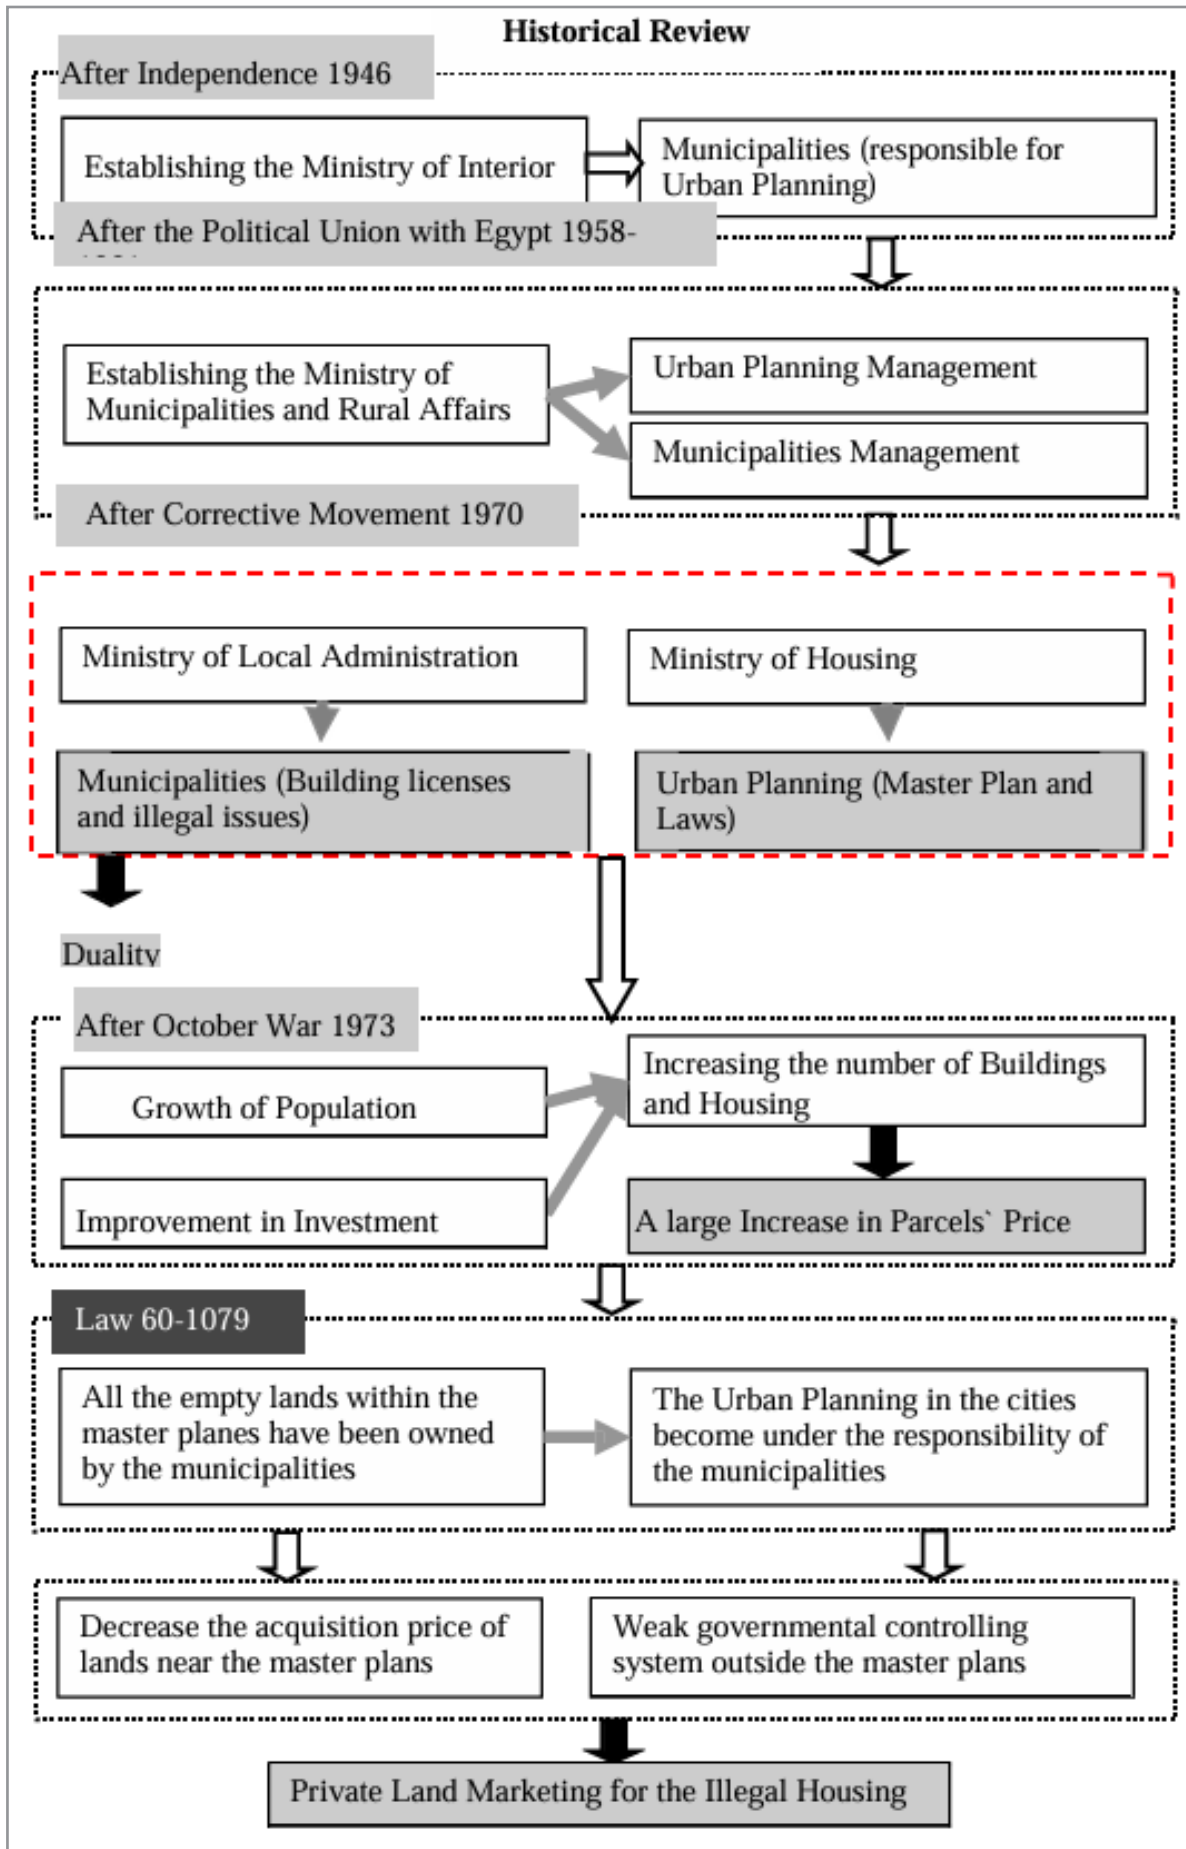 Historical Review
After Independence 1946
Establishing the Ministry of Interior
Municipalities (responsible for
Urban Planning)
After the Political Union with Egypt 1958-
Establishing the Ministry of
Municipalities and Rural Affairs
Urban Planning Management
Municipalities Management
After Corrective Movement 1970
Ministry of Local Administration
Ministry of Housing
Municipalities (Building licenses
and illegal issues)
Urban Planning (Master Plan and
Laws)
Duality
After October War 1973
Growth of Population
Improvement in Investment
Increasing the number of Buildings
and Housing
A large Increase in Parcels` Price
Law 60-1079
All the empty lands within the
master planes have been owned
by the municipalities
The Urban Planning in the cities
become under the responsibility of
the municipalities
Decrease the acquisition price of
lands near the master plans
Weak governmental controlling
system outside the master plans
Private Land Marketing for the Illegal Housing